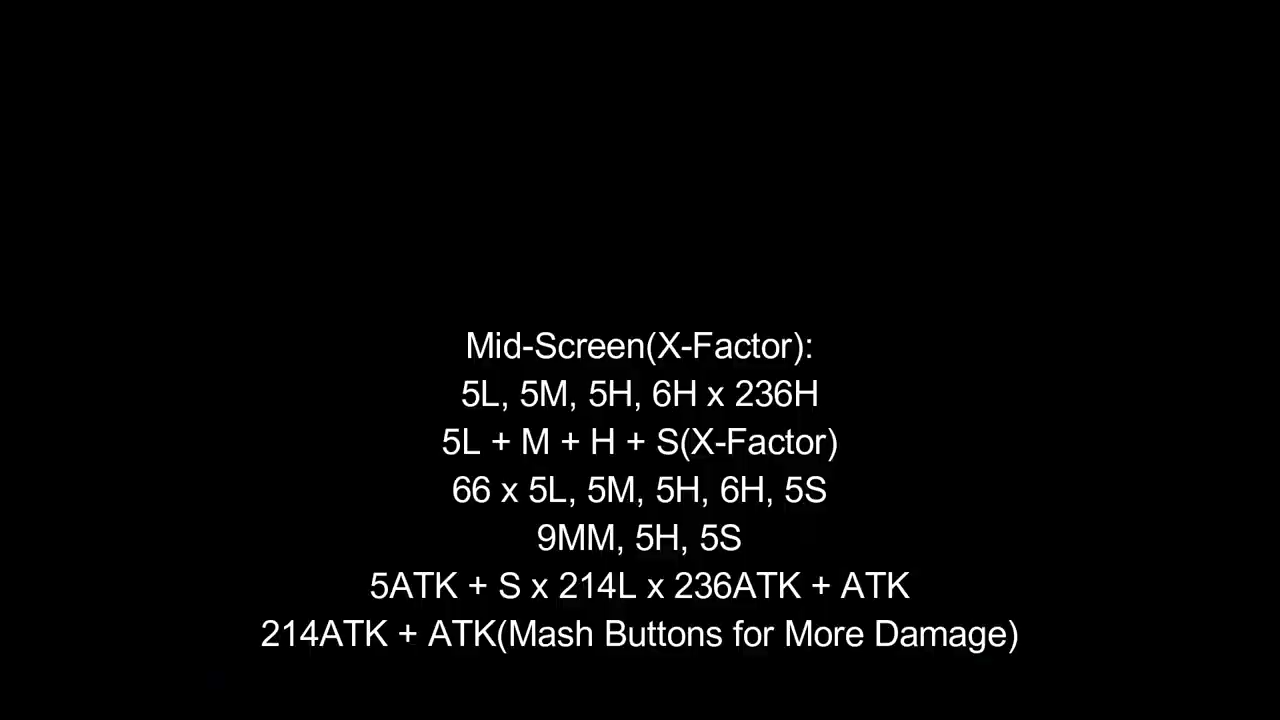 Mid-Screen(X-Factor):
5L, 5M, 5H, 6H x 236H
5L + M + H + S(X-Factor)
66 x 5L, 5M, 5H, 6H, 5S
9MM, 5H, 5S
5ATK + S x 214L x 236ATK + ATK
214ATK + ATK(Mash Buttons for More Damage)